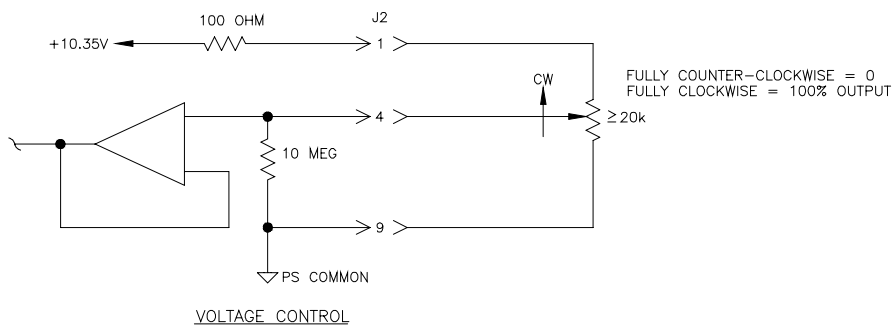 100 OHM
J2
+10.35V
1
CW
FULLY COUNTER-CLOCKWISE = 0
FULLY CLOCKWISE = 100% OUTPUT
4
≥20k
10 MEG
9
PS COMMON
VOLTAGE CONTROL